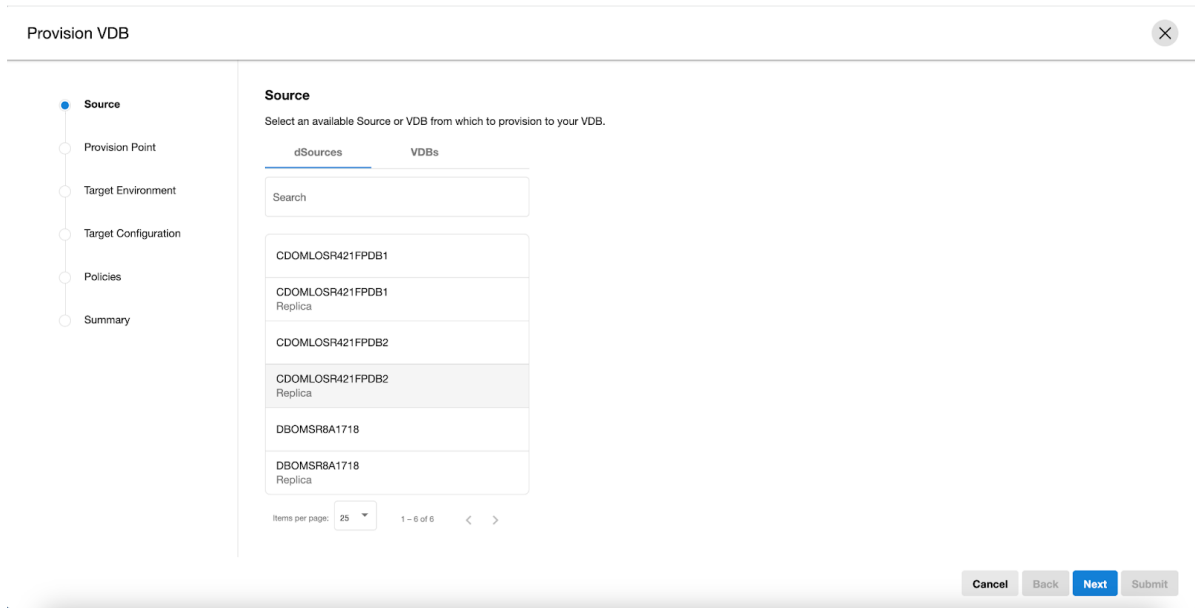 Provision VDB
Source
Provision Point
Target Environment
Target Configuration
Policies
Summary
Source
Select an available Source or VDB from which to provision to your VDB.
dSources VDBs
Search
CDOMLOSR421FPDB1
CDOMLOSR421FPDB1
Replica
CDOMLOSR421FPDB2
CDOMLOSR421FPDB2
Replica
DBOMSR8A1718
DBOMSR8A1718
Replica
Items per page: 25 1 – 6 of 6
Cancel Back Next Submit